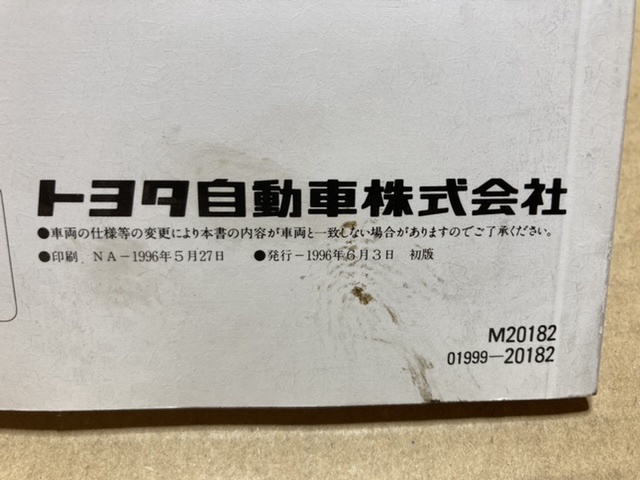 トヨタ自動車株式会社
●車両の仕様等の変更により本書の内容が車両と一致しない場合がありますのでご了承ください。
●印刷 NA－1996年5月27日 ●発行－1996年6月3日 初版
M20182
01999－20182